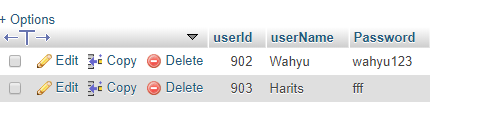 + Options
←T→ userId userName Password
Edit Copy Delete 902 Wahyu wahyu123
Edit Copy Delete 903 Harits fff